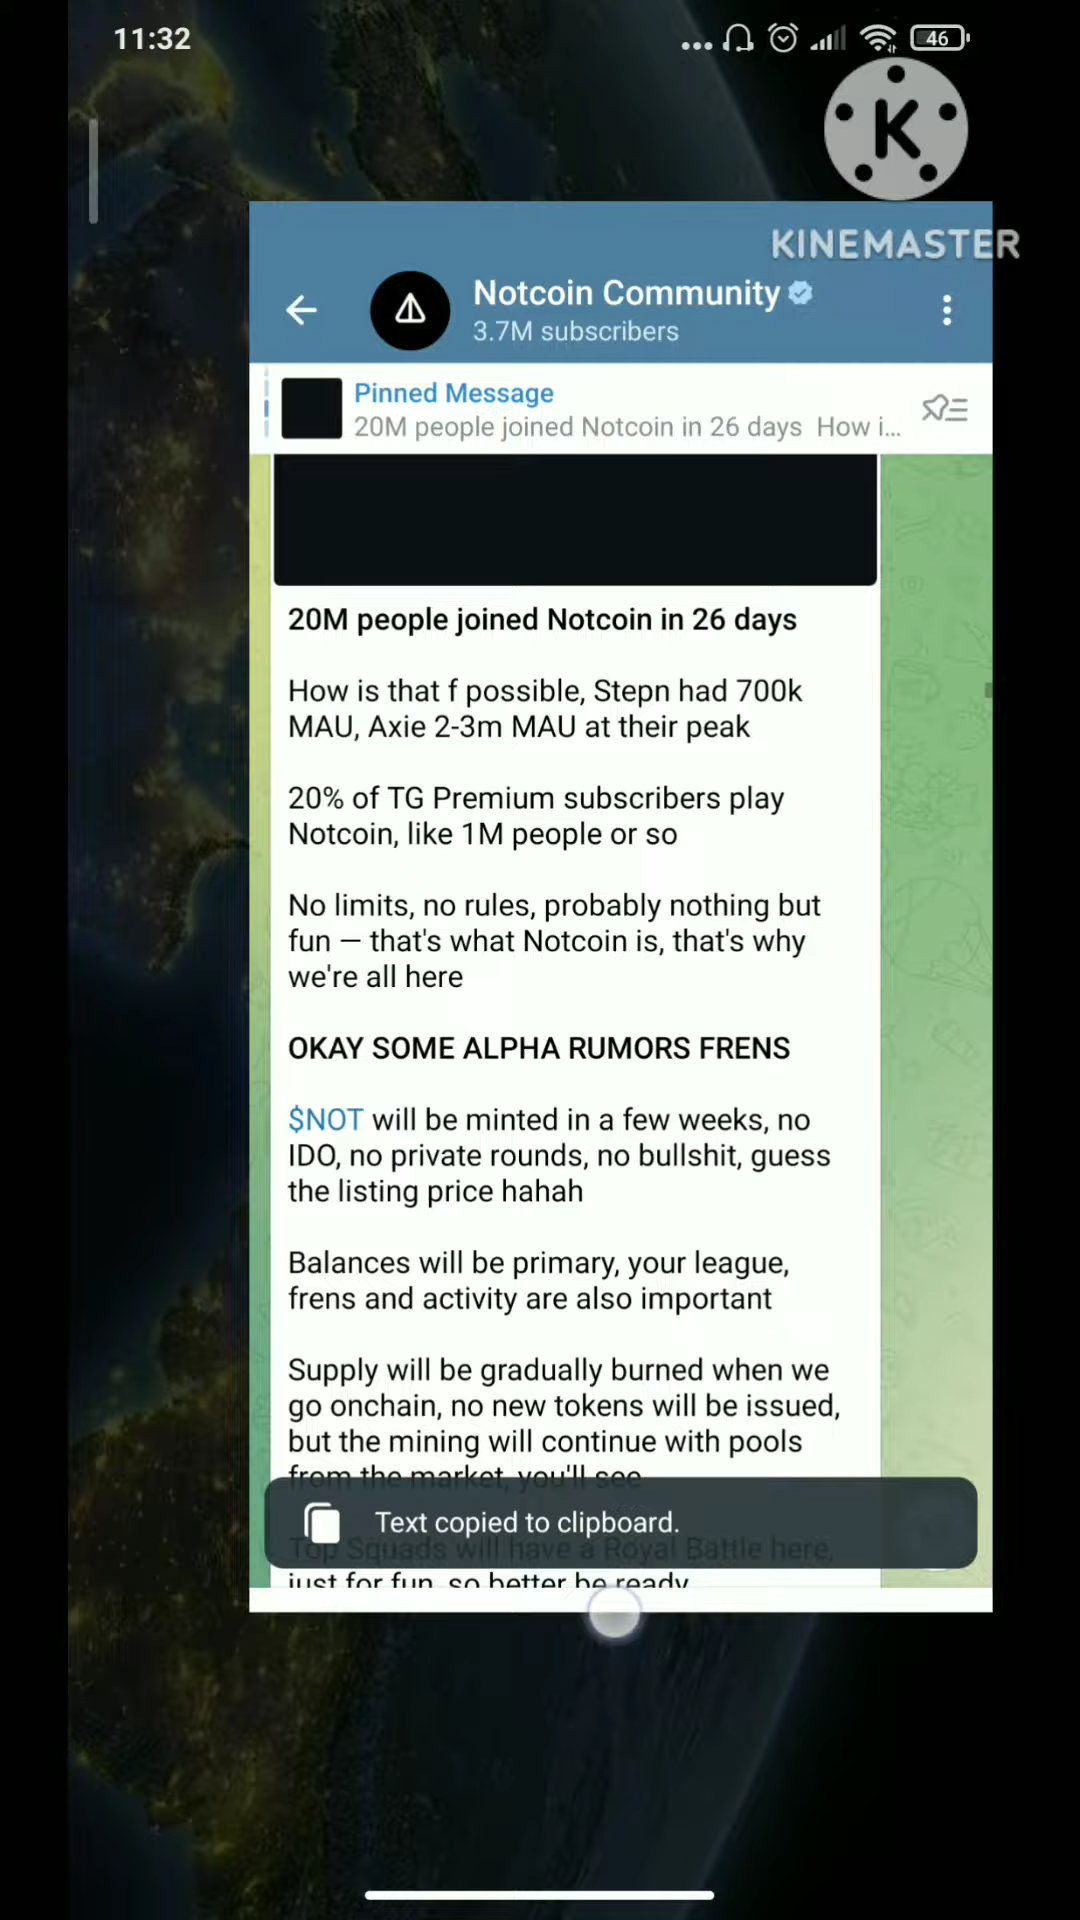 11:32
46
K
KINEMASTER
Notcoin Community
3.7M subscribers
Pinned Message
20M people joined Notcoin in 26 days How i...
20M people joined Notcoin in 26 days
How is that f possible, Stepn had 700k
MAU, Axie 2-3m MAU at their peak
20% of TG Premium subscribers play
Notcoin, like 1M people or so
No limits, no rules, probably nothing but
fun — that's what Notcoin is, that's why
we're all here
OKAY SOME ALPHA RUMORS FRENS
$NOT will be minted in a few weeks, no
IDO, no private rounds, no bullshit, guess
the listing price hahah
Balances will be primary, your league,
frens and activity are also important
Supply will be gradually burned when we
go onchain, no new tokens will be issued,
but the mining will continue with pools
from the market, you'll see
Text copied to clipboard.
Top Squads will have a Royal Battle here,
just for fun, so better be ready